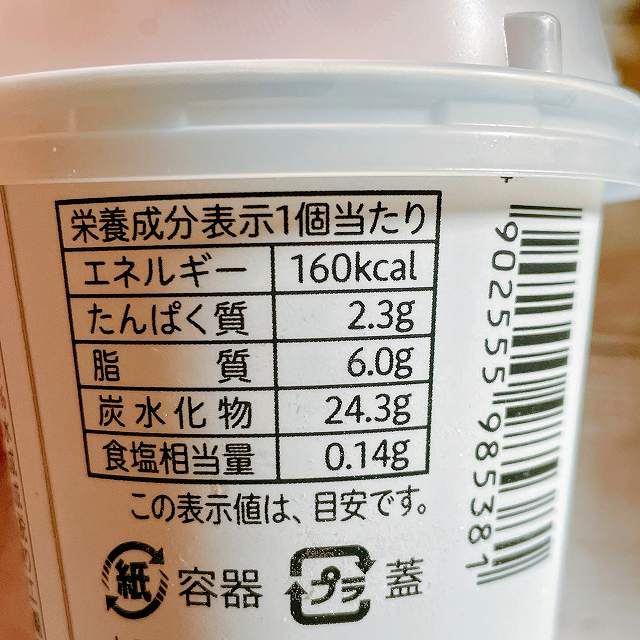 栄養成分表示1個当たり
エネルギー 160kcal
たんぱく質 2.3g
脂質 6.0g
炭水化物 24.3g
食塩相当量 0.14g
この表示値は、目安です。
紙 容器 プラ 蓋
4 902555 985381